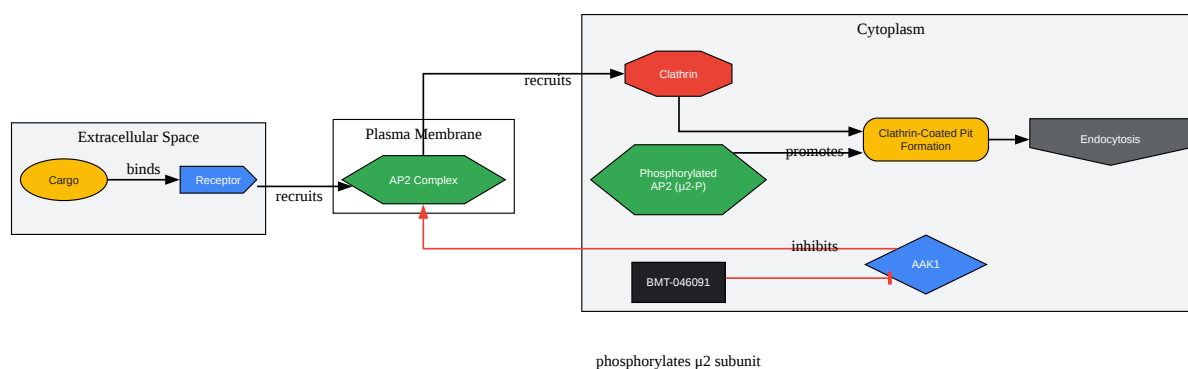 Cytoplasm
Extracellular Space
Plasma Membrane
recruits
Clathrin
Cargo
binds
Receptor
recruits
AP2 Complex
Phosphorylated
AP2 (μ2-P)
promotes
Clathrin-Coated Pit
Formation
Endocytosis
inhibits
AAK1
BMT-046091
phosphorylates μ2 subunit